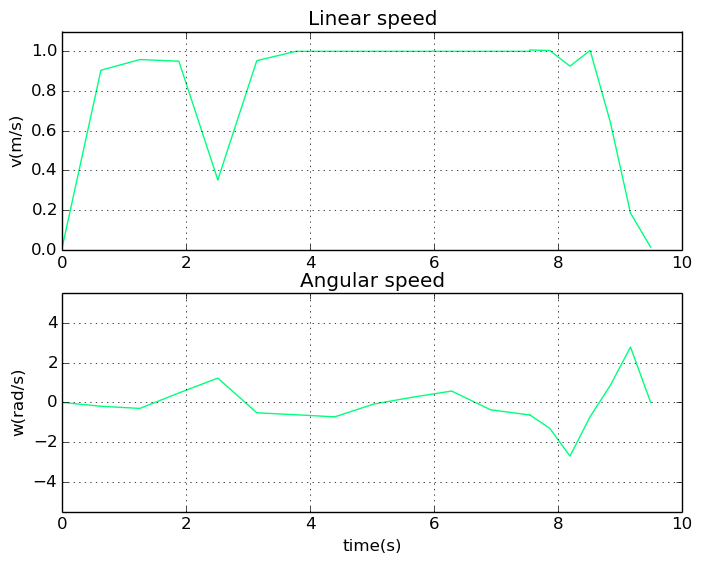 Linear speed
1.0
0.8
0.6
0.4
0.2
0.0
v(m/s)
0 2 4 6 8 10
Angular speed
4
2
0
−2
−4
w(rad/s)
0 2 4 6 8 10
time(s)